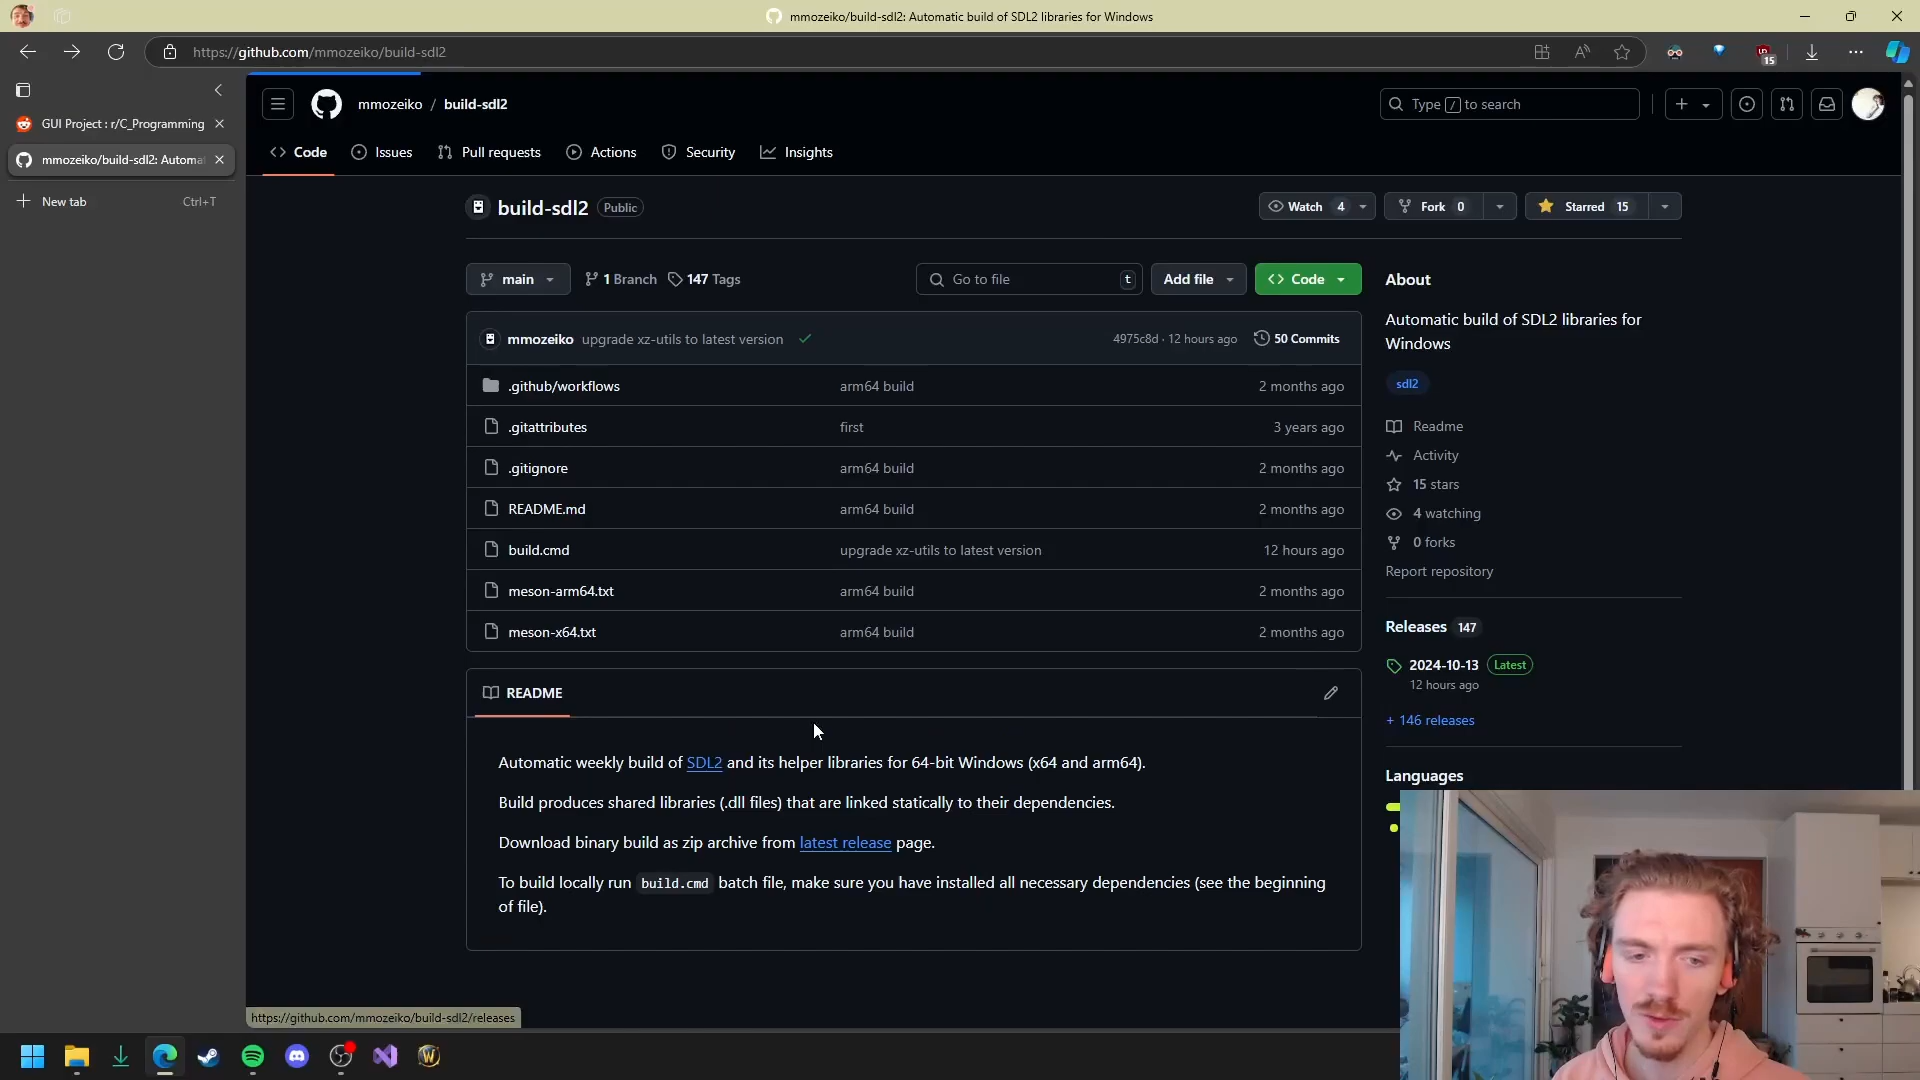 mmozeiko/build-sdl2: Automatic build of SDL2 libraries for Windows
https://github.com/mmozeiko/build-sdl2
15
GUI Project : r/C_Programming
mmozeiko/build-sdl2: Automa
New tab Ctrl+T
mmozeiko / build-sdl2
Type / to search
Code Issues Pull requests Actions Security Insights
build-sdl2 Public
Watch 4 Fork 0 Starred 15
main 1 Branch 147 Tags Go to file t Add file Code
mmozeiko upgrade xz-utils to latest version 4975c8d · 12 hours ago 50 Commits
.github/workflows arm64 build 2 months ago
.gitattributes first 3 years ago
.gitignore arm64 build 2 months ago
README.md arm64 build 2 months ago
build.cmd upgrade xz-utils to latest version 12 hours ago
meson-arm64.txt arm64 build 2 months ago
meson-x64.txt arm64 build 2 months ago
README
Automatic weekly build of SDL2 and its helper libraries for 64-bit Windows (x64 and arm64).
Build produces shared libraries (.dll files) that are linked statically to their dependencies.
Download binary build as zip archive from latest release page.
To build locally run build.cmd batch file, make sure you have installed all necessary dependencies (see the beginning
of file).
About
Automatic build of SDL2 libraries for
Windows
sdl2
Readme
Activity
15 stars
4 watching
0 forks
Report repository
Releases 147
2024-10-13 Latest
12 hours ago
+ 146 releases
Languages
https://github.com/mmozeiko/build-sdl2/releases